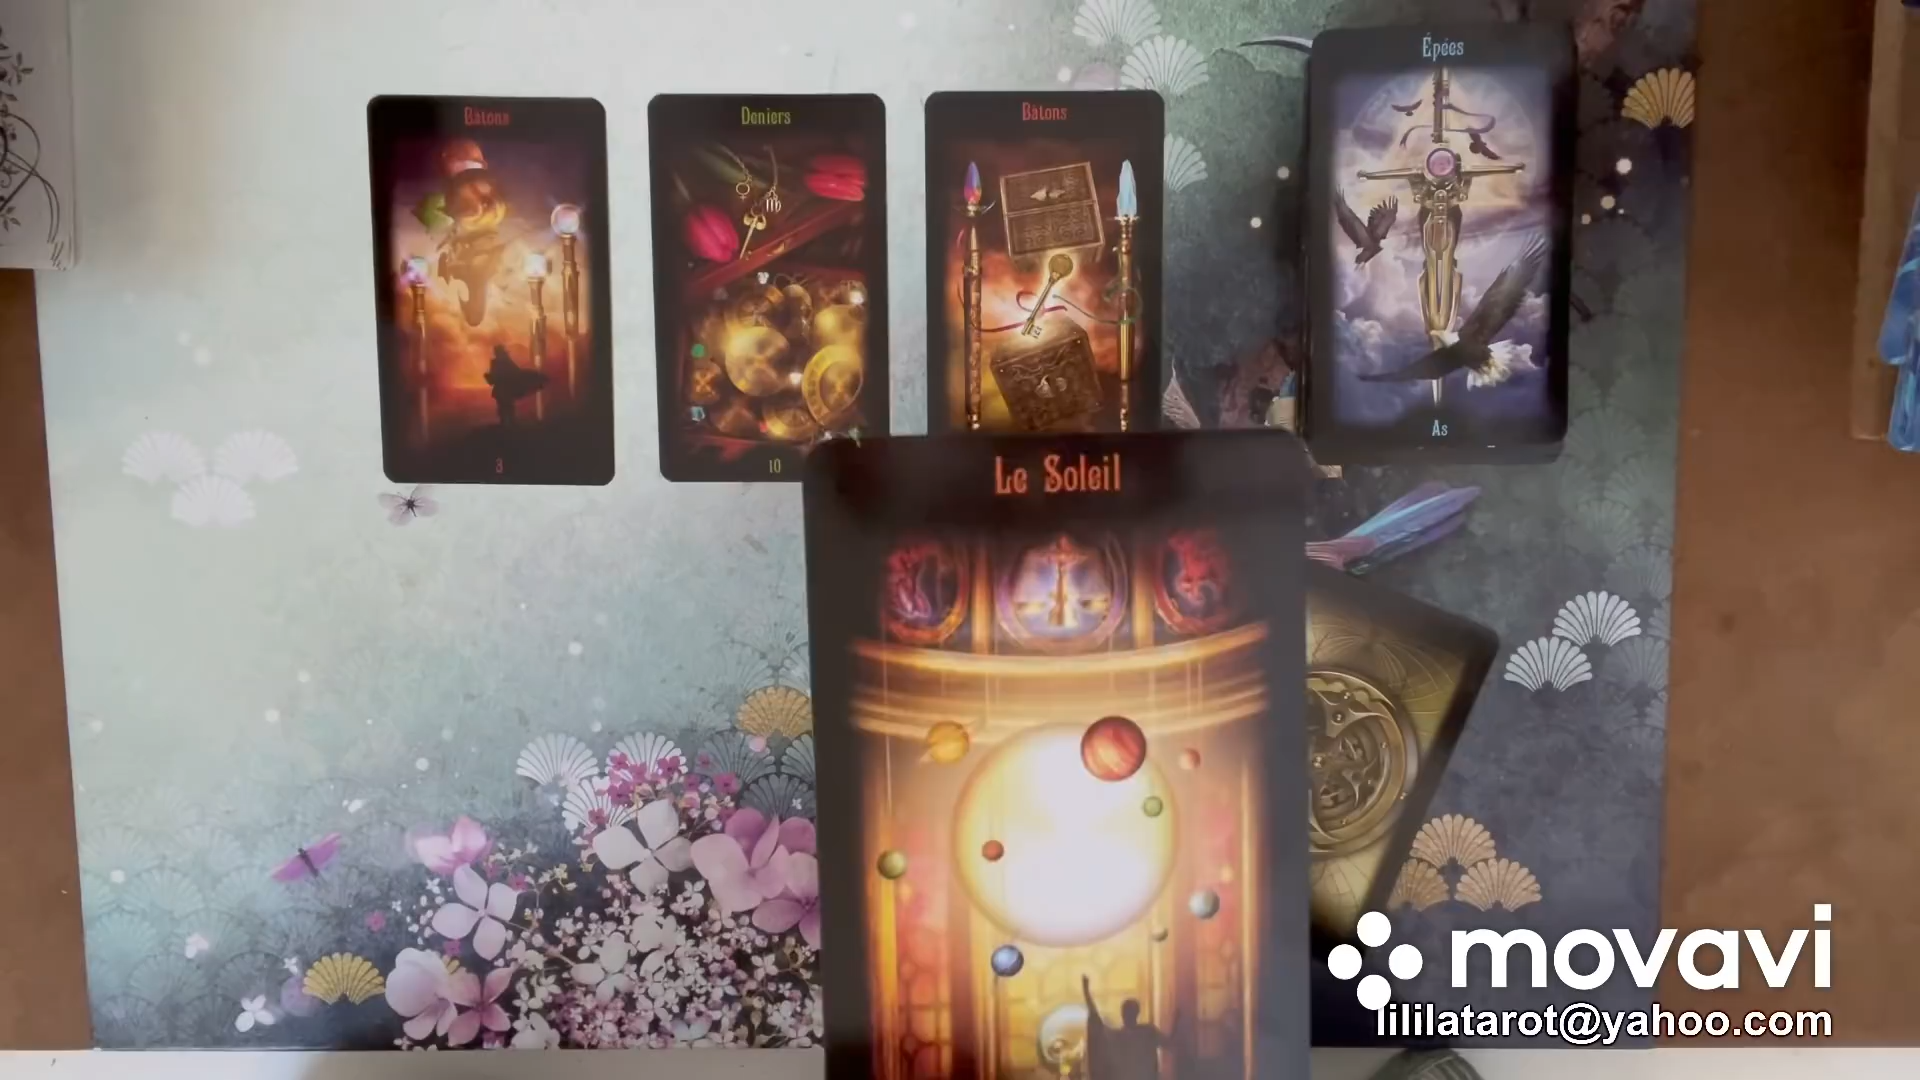 Bâtons
Deniers
Bâtons
Épées
3
10
As
Le Soleil
movavi
lililatarot@yahoo.com